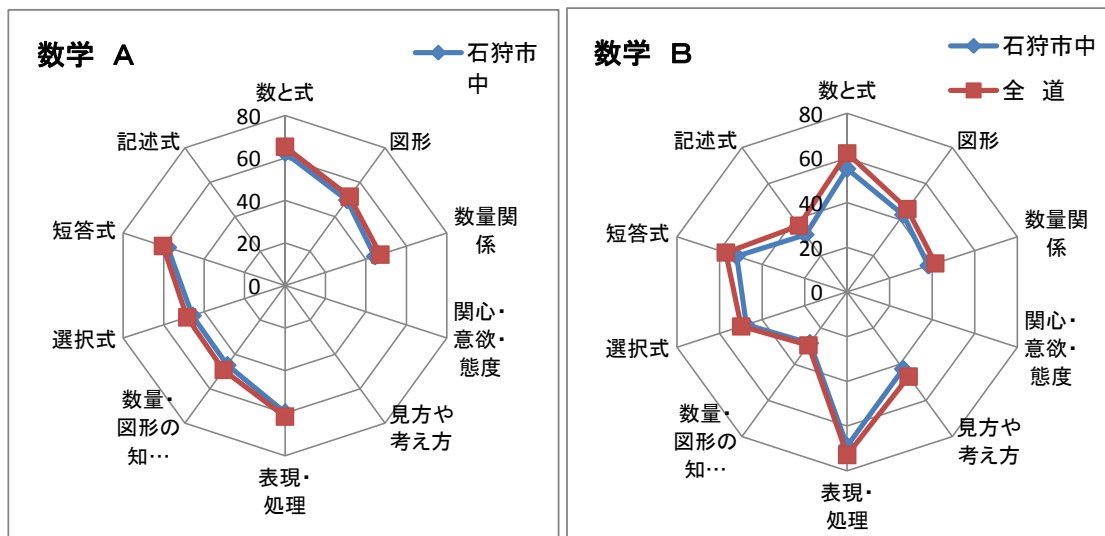 数学 A
石狩市
中
数と式
図形
数量関
係
関心・
意欲・
態度
見方や
考え方
表現・
処理
数量・
図形の
知…
選択式
短答式
記述式
80
60
40
20
0
数学 B
石狩市中
全 道
数と式
図形
数量関
係
関心・
意欲・
態度
見方や
考え方
表現・
処理
数量・
図形の
知…
選択式
短答式
記述式
80
60
40
20
0